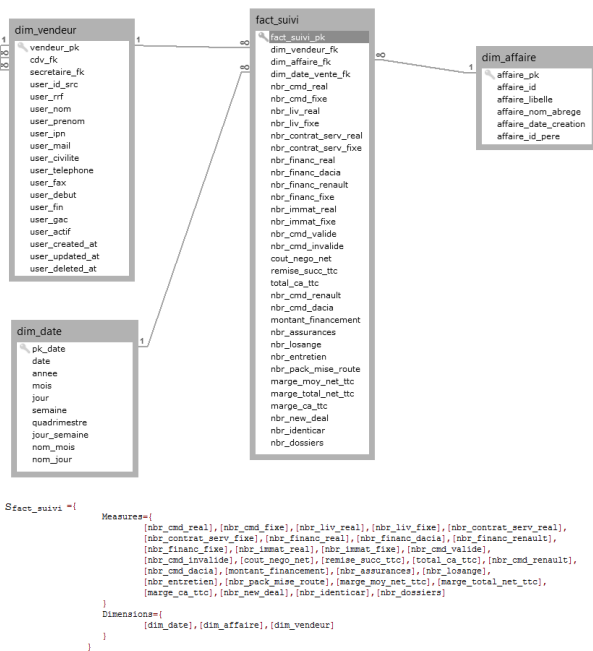 dim_vendeur
vendeur_pk
cdv_fk
secretaire_fk
user_id_src
user_rrf
user_nom
user_prenom
user_ipn
user_mail
user_civilite
user_telephone
user_fax
user_debut
user_fin
user_gac
user_actif
user_created_at
user_updated_at
user_deleted_at
1
∞
∞
1
∞
fact_suivi
fact_suivi_pk
dim_vendeur_fk
dim_affaire_fk
dim_date_vente_fk
nbr_cmd_real
nbr_cmd_fixe
nbr_liv_real
nbr_liv_fixe
nbr_contrat_serv_real
nbr_contrat_serv_fixe
nbr_financ_real
nbr_financ_dacia
nbr_financ_renault
nbr_financ_fixe
nbr_immat_real
nbr_immat_fixe
nbr_cmd_valide
nbr_cmd_invalide
cout_nego_net
remise_succ_ttc
total_ca_ttc
nbr_cmd_renault
nbr_cmd_dacia
montant_financement
nbr_assurances
nbr_losange
nbr_entretien
nbr_pack_mise_route
marge_moy_net_ttc
marge_total_net_ttc
marge_ca_ttc
nbr_new_deal
nbr_identicar
nbr_dossiers
∞
∞
1
dim_affaire
affaire_pk
affaire_id
affaire_libelle
affaire_nom_abrege
affaire_date_creation
affaire_id_pere
dim_date
pk_date
date
annee
mois
jour
semaine
quadrimestre
jour_semaine
nom_mois
nom_jour
1
Sfact_suivi ={
Measures={
[nbr_cmd_real],[nbr_cmd_fixe],[nbr_liv_real],[nbr_liv_fixe],[nbr_contrat_serv_real],
[nbr_contrat_serv_fixe],[nbr_financ_real],[nbr_financ_dacia],[nbr_financ_renault],
[nbr_financ_fixe],[nbr_immat_real],[nbr_immat_fixe],[nbr_cmd_valide],
[nbr_cmd_invalide],[cout_nego_net],[remise_succ_ttc],[total_ca_ttc],[nbr_cmd_renault],
[nbr_cmd_dacia],[montant_financement],[nbr_assurances],[nbr_losange],
[nbr_entretien],[nbr_pack_mise_route],[marge_moy_net_ttc],[marge_total_net_ttc],
[marge_ca_ttc],[nbr_new_deal],[nbr_identicar],[nbr_dossiers]
}
Dimensions={
[dim_date],[dim_affaire],[dim_vendeur]
}
}